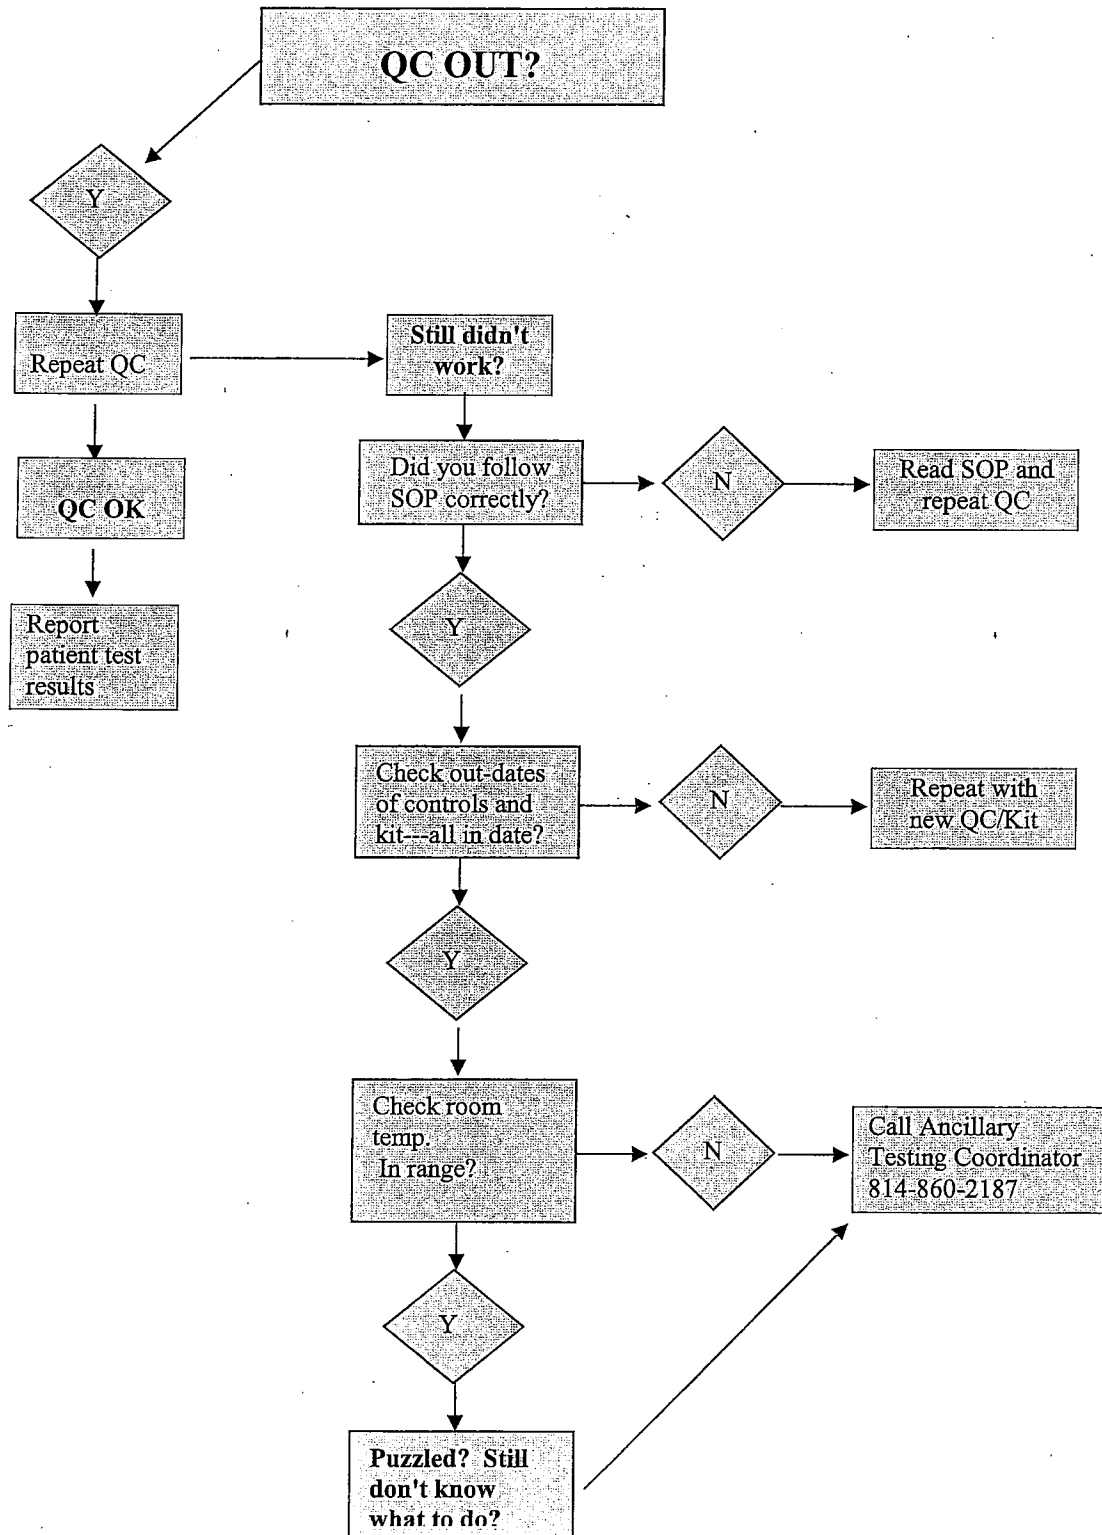 QC OUT?
Y
Repeat QC
Still didn't
work?
QC OK
Did you follow
SOP correctly?
N
Read SOP and
repeat QC
Report
patient test
results
Y
Check out-dates
of controls and
kit---all in date?
N
Repeat with
new QC/Kit
Y
Check room
temp.
In range?
N
Call Ancillary
Testing Coordinator
814-860-2187
Y
Puzzled? Still
don't know
what to do?